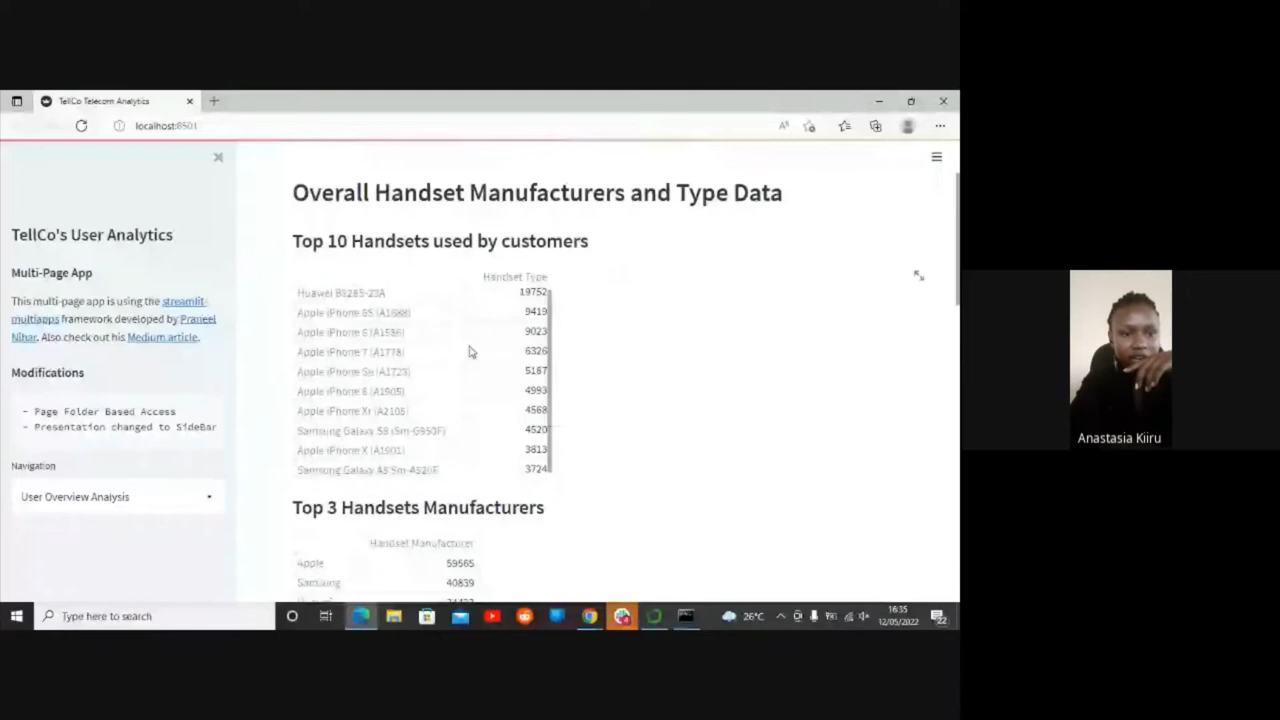 TellCo Telecom Analytics
localhost:8501
TellCo's User Analytics
Multi-Page App
This multi-page app is using the streamlit-
multiapps framework developed by Praneel
Nihar. Also check out his Medium article.
Modifications
- Page Folder Based Access
- Presentation changed to SideBar
Navigation
User Overview Analysis
Overall Handset Manufacturers and Type Data
Top 10 Handsets used by customers
Handset Type
Huawei B528S-23A 19752
Apple iPhone 6S (A1688) 9419
Apple iPhone 6 (A1586) 9023
Apple iPhone 7 (A1778) 6326
Apple iPhone Se (A1723) 5187
Apple iPhone 8 (A1905) 4993
Apple iPhone Xr (A2105) 4568
Samsung Galaxy S8 (Sm-G950F) 4520
Apple iPhone X (A1901) 3813
Samsung Galaxy A5 Sm-A520F 3724
Top 3 Handsets Manufacturers
Handset Manufacturer
Apple 59565
Samsung 40839
Type here to search
26°C
16:35
12/05/2022
22
Anastasia Kiiru